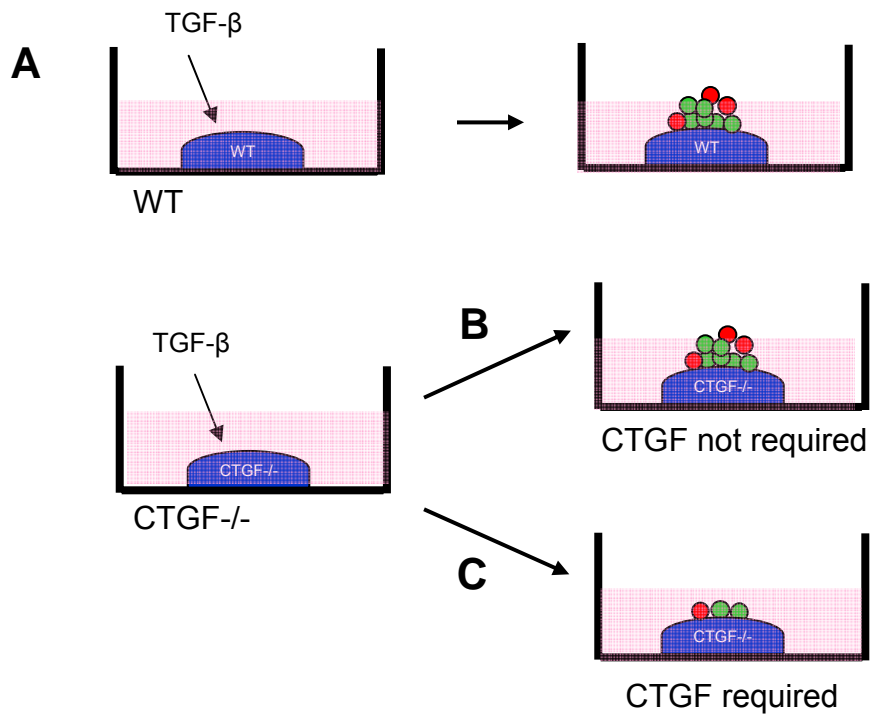 A
TGF-β
WT
WT
WT
TGF-β
CTGF-/-
CTGF-/-
B
CTGF-/-
CTGF not required
C
CTGF-/-
CTGF required